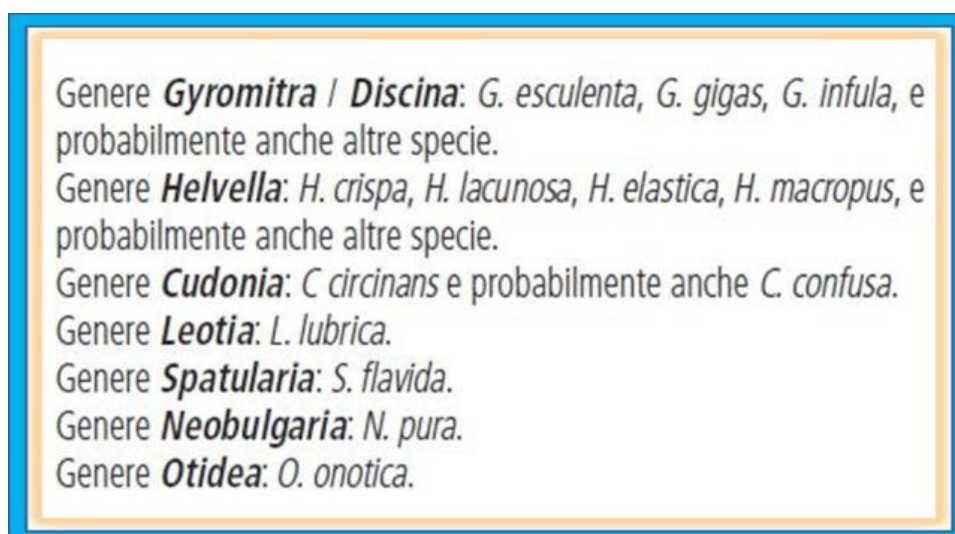 Genere Gyromitra / Discina: G. esculenta, G. gigas, G. infula, e
probabilmente anche altre specie.
Genere Helvella: H. crispa, H. lacunosa, H. elastica, H. macropus, e
probabilmente anche altre specie.
Genere Cudonia: C circinans e probabilmente anche C. confusa.
Genere Leotia: L. lubrica.
Genere Spatularia: S. flavida.
Genere Neobulgaria: N. pura.
Genere Otidea: O. onotica.